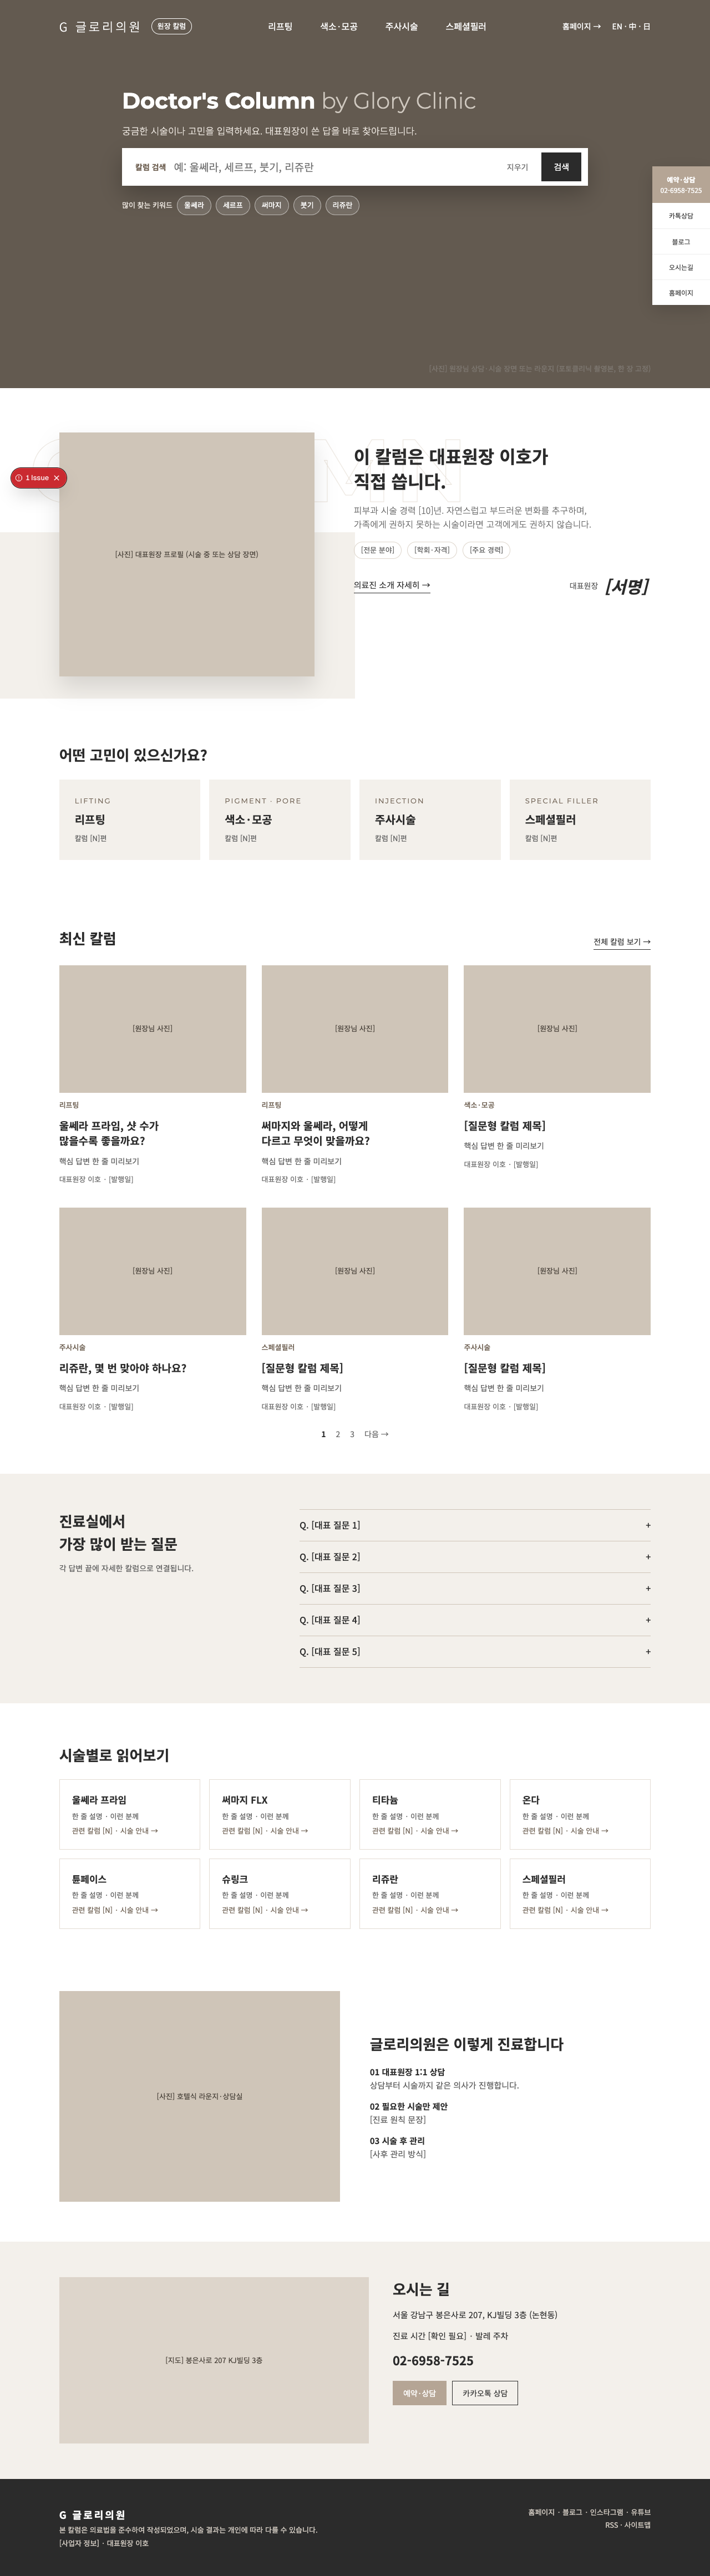 G 글로리의원
원장 칼럼
리프팅
색소·모공
주사시술
스페셜필러
홈페이지 →
EN · 中 · 日
Doctor's Column by Glory Clinic
궁금한 시술이나 고민을 입력하세요. 대표원장이 쓴 답을 바로 찾아드립니다.
칼럼 검색
예: 울쎄라, 세르프, 붓기, 리쥬란
지우기
검색
많이 찾는 키워드
울쎄라
세르프
써마지
붓기
리쥬란
예약·상담
02-6958-7525
카톡상담
블로그
오시는길
홈페이지
[사진] 원장님 상담·시술 장면 또는 라운지 (포토클리닉 촬영본, 한 장 고정)
1 Issue
[사진] 대표원장 프로필 (시술 중 또는 상담 장면)
이 칼럼은 대표원장 이호가
직접 씁니다.
피부과 시술 경력 [10]년. 자연스럽고 부드러운 변화를 추구하며,
가족에게 권하지 못하는 시술이라면 고객에게도 권하지 않습니다.
[전문 분야]
[학회·자격]
[주요 경력]
의료진 소개 자세히 →
대표원장
[서명]
어떤 고민이 있으신가요?
LIFTING
리프팅
칼럼 [N]편
PIGMENT · PORE
색소·모공
칼럼 [N]편
INJECTION
주사시술
칼럼 [N]편
SPECIAL FILLER
스페셜필러
칼럼 [N]편
최신 칼럼
전체 칼럼 보기 →
[원장님 사진]
리프팅
울쎄라 프라임, 샷 수가
많을수록 좋을까요?
핵심 답변 한 줄 미리보기
대표원장 이호 · [발행일]
[원장님 사진]
리프팅
써마지와 울쎄라, 어떻게
다르고 무엇이 맞을까요?
핵심 답변 한 줄 미리보기
대표원장 이호 · [발행일]
[원장님 사진]
색소·모공
[질문형 칼럼 제목]
핵심 답변 한 줄 미리보기
대표원장 이호 · [발행일]
[원장님 사진]
주사시술
리쥬란, 몇 번 맞아야 하나요?
핵심 답변 한 줄 미리보기
대표원장 이호 · [발행일]
[원장님 사진]
스페셜필러
[질문형 칼럼 제목]
핵심 답변 한 줄 미리보기
대표원장 이호 · [발행일]
[원장님 사진]
주사시술
[질문형 칼럼 제목]
핵심 답변 한 줄 미리보기
대표원장 이호 · [발행일]
1 2 3 다음 →
진료실에서
가장 많이 받는 질문
각 답변 끝에 자세한 칼럼으로 연결됩니다.
Q. [대표 질문 1] +
Q. [대표 질문 2] +
Q. [대표 질문 3] +
Q. [대표 질문 4] +
Q. [대표 질문 5] +
시술별로 읽어보기
울쎄라 프라임
한 줄 설명 · 이런 분께
관련 칼럼 [N] · 시술 안내 →
써마지 FLX
한 줄 설명 · 이런 분께
관련 칼럼 [N] · 시술 안내 →
티타늄
한 줄 설명 · 이런 분께
관련 칼럼 [N] · 시술 안내 →
온다
한 줄 설명 · 이런 분께
관련 칼럼 [N] · 시술 안내 →
튠페이스
한 줄 설명 · 이런 분께
관련 칼럼 [N] · 시술 안내 →
슈링크
한 줄 설명 · 이런 분께
관련 칼럼 [N] · 시술 안내 →
리쥬란
한 줄 설명 · 이런 분께
관련 칼럼 [N] · 시술 안내 →
스페셜필러
한 줄 설명 · 이런 분께
관련 칼럼 [N] · 시술 안내 →
[사진] 호텔식 라운지·상담실
글로리의원은 이렇게 진료합니다
01 대표원장 1:1 상담
상담부터 시술까지 같은 의사가 진행합니다.
02 필요한 시술만 제안
[진료 원칙 문장]
03 시술 후 관리
[사후 관리 방식]
[지도] 봉은사로 207 KJ빌딩 3층
오시는 길
서울 강남구 봉은사로 207, KJ빌딩 3층 (논현동)
진료 시간 [확인 필요] · 발레 주차
02-6958-7525
예약·상담
카카오톡 상담
G 글로리의원
본 칼럼은 의료법을 준수하여 작성되었으며, 시술 결과는 개인에 따라 다를 수 있습니다.
[사업자 정보] · 대표원장 이호
홈페이지 · 블로그 · 인스타그램 · 유튜브
RSS · 사이트맵